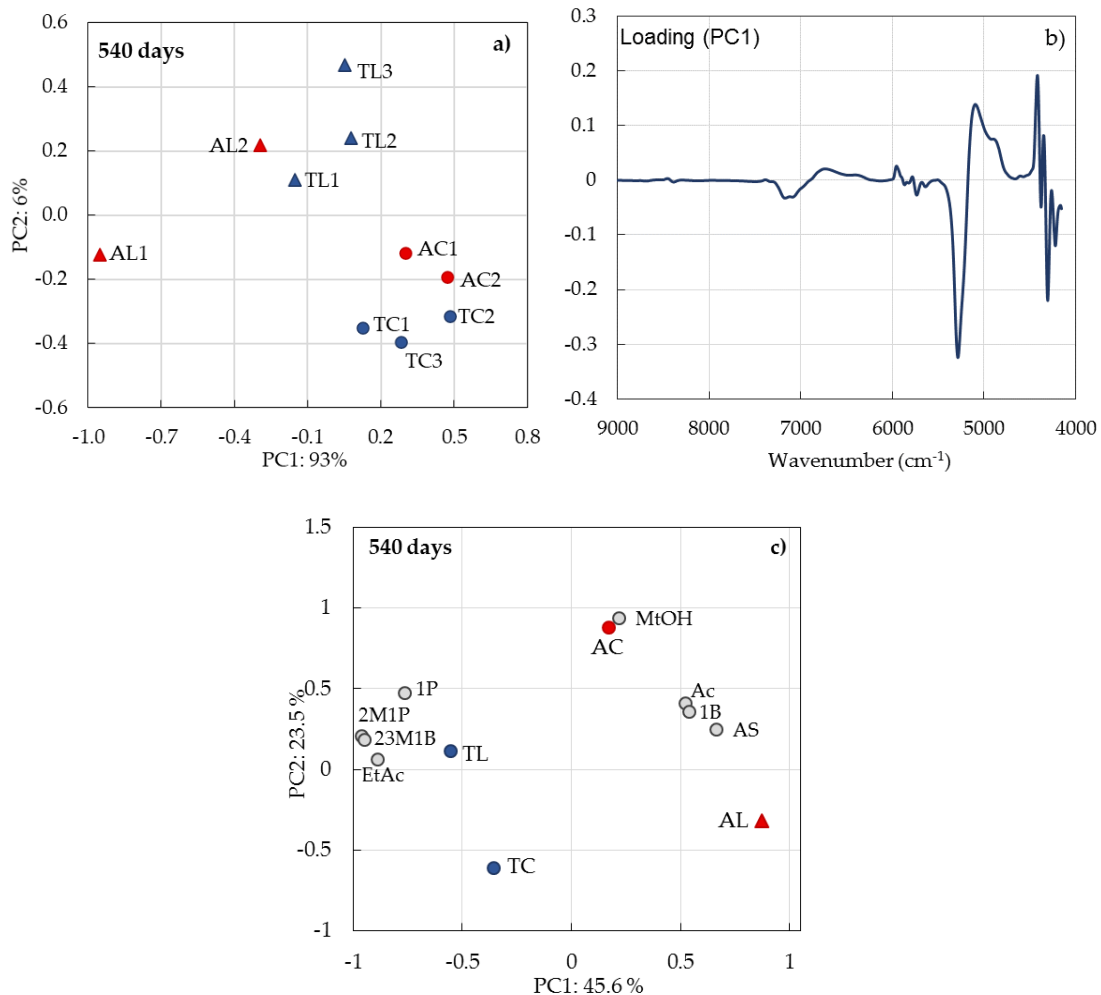 540 days
a)
TL3
TL2
AL2
TL1
AL1
AC1
AC2
TC1
TC2
TC3
0.6
0.4
0.2
0.0
-0.2
-0.4
-0.6
PC2: 6%
-1.0 -0.7 -0.4 -0.1 0.2 0.5 0.8
PC1: 93%
Loading (PC1)
b)
0.3
0.2
0.1
0
-0.1
-0.2
-0.3
-0.4
9000 8000 7000 6000 5000 4000
Wavenumber (cm-1)
540 days
c)
MtOH
AC
1P
Ac
1B
AS
2M1P
23M1B
EtAc
TL
AL
TC
1.5
1
0.5
0
-0.5
-1
PC2: 23.5 %
-1 -0.5 0 0.5 1
PC1: 45.6 %